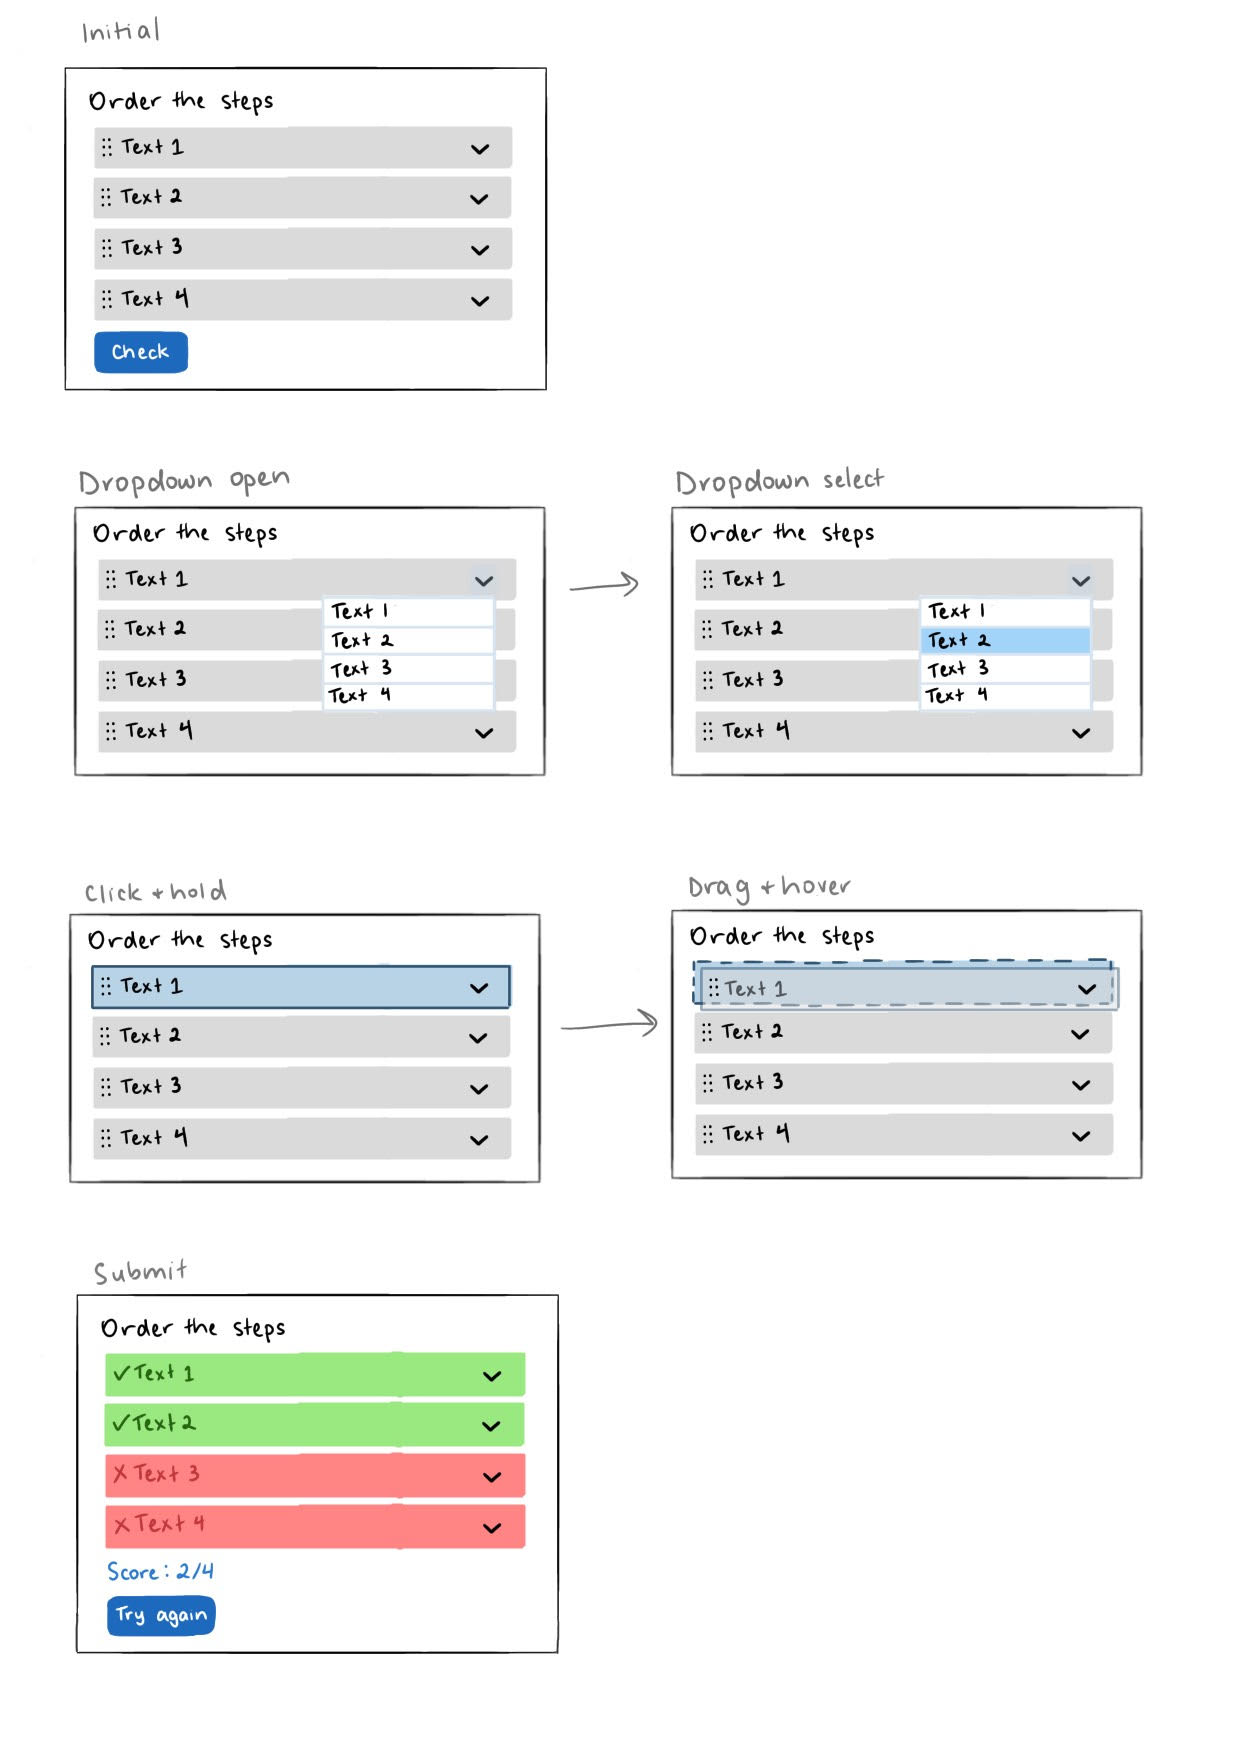 Initial
Order the steps
Text 1
Text 2
Text 3
Text 4
Check
Dropdown open
Order the steps
Text 1
Text 1
Text 2
Text 2
Text 3
Text 3
Text 4
Text 4
Dropdown select
Order the steps
Text 1
Text 1
Text 2
Text 2
Text 3
Text 3
Text 4
Text 4
Click + hold
Order the steps
Text 1
Text 2
Text 3
Text 4
Drag + hover
Order the steps
Text 1
Text 2
Text 3
Text 4
Submit
Order the steps
✓ Text 1
✓ Text 2
X Text 3
X Text 4
Score: 2/4
Try again